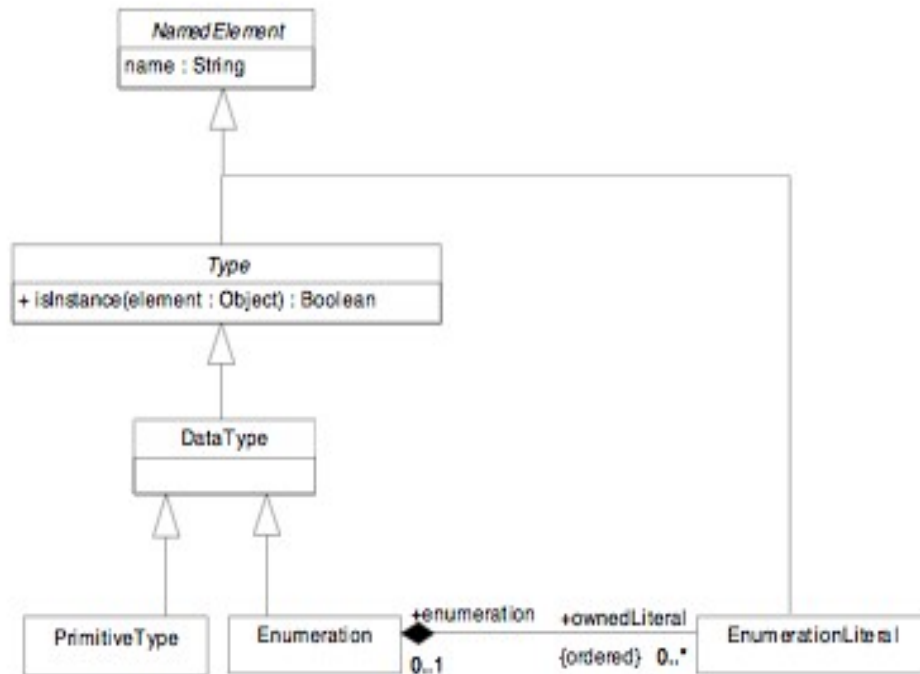 NamedElement
name : String
Type
+ isInstance(element : Object) : Boolean
DataType
PrimitiveType
Enumeration
+enumeration
0..1
+ownedLiteral
{ordered} 0..*
EnumerationLiteral